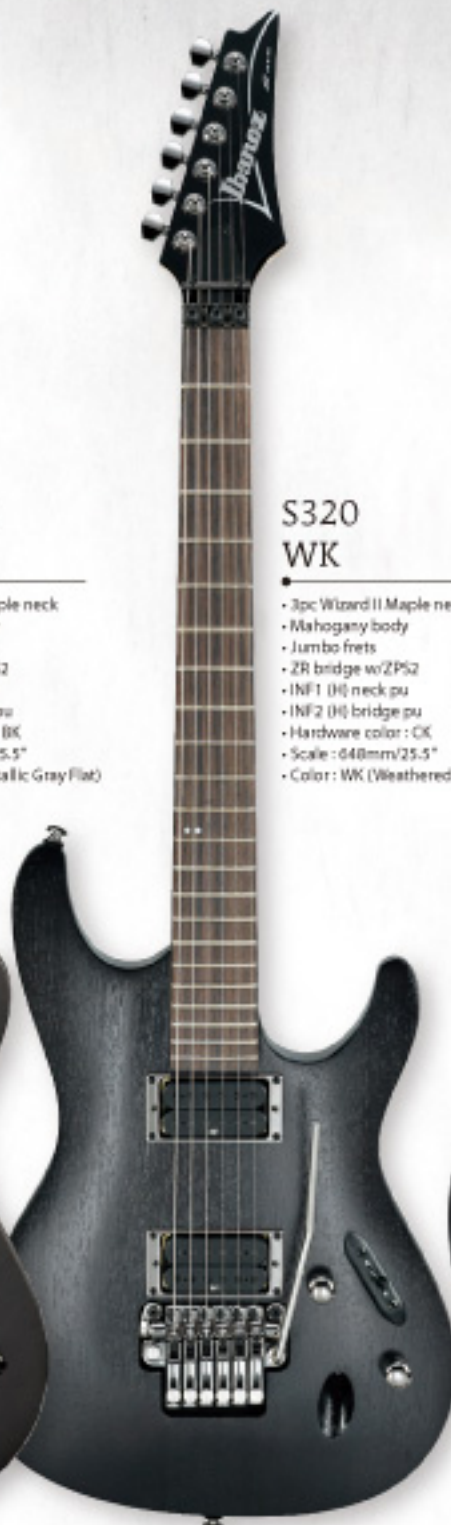 Ibanez
S320
WK
ple neck
• 3pc Wizard II Maple ne
• Mahogany body
• Jumbo frets
2
• ZR bridge w/ZPS2
• INF1 (H) neck pu
pu
• INF2 (H) bridge pu
BK
• Hardware color : CK
5.5"
• Scale : 648mm/25.5"
allic Gray Flat)
• Color : WK (Weathered